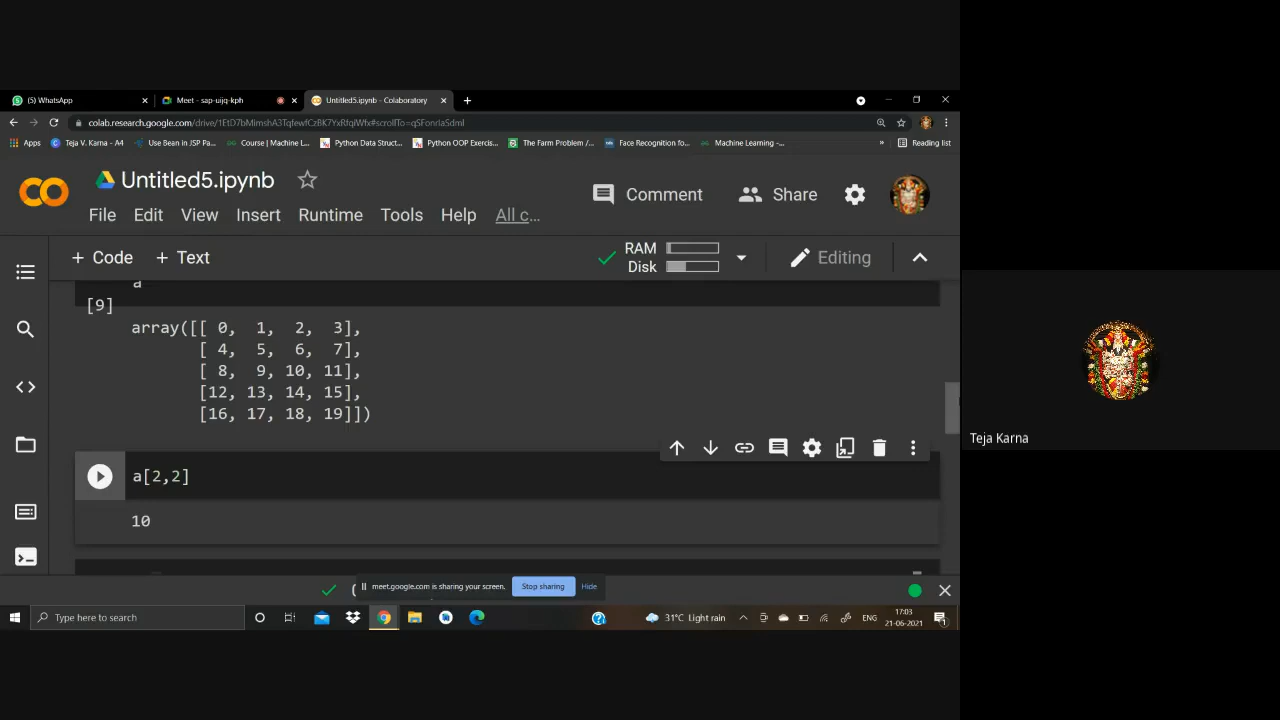 (5) WhatsApp
Meet - sap-uijq-kph
Untitled5.ipynb - Colaboratory
colab.research.google.com/drive/1EtD7bMimshA3TqfewfCzBK7YxRfqiWfx#scrollTo=qSFonrlaSdml
Apps
Teja V. Karna - A4
Use Bean in JSP Pa...
Course | Machine L...
Python Data Struct...
Python OOP Exercis...
The Farm Problem /...
Face Recognition fo...
Machine Learning -...
»
Reading list
CO
Untitled5.ipynb
Comment
Share
File Edit View Insert Runtime Tools Help All c...
+ Code + Text
RAM
Disk
Editing
a
[9]
array([[ 0, 1, 2, 3],
[ 4, 5, 6, 7],
[ 8, 9, 10, 11],
[12, 13, 14, 15],
[16, 17, 18, 19]])
a[2,2]
10
Teja Karna
meet.google.com is sharing your screen.
Stop sharing
Hide
Type here to search
31°C Light rain
ENG
17:03
21-06-2021
1